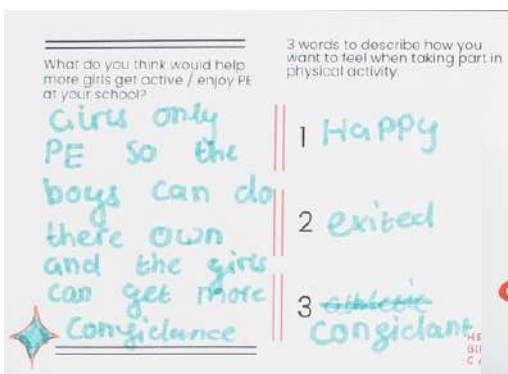 What do you think would help
more girls get active / enjoy PE
at your school?
Girls only
PE so the
boys can do
there own
and the girls
can get more
Congidance
3 words to describe how you
want to feel when taking part in
physical activity.
1 Happy
2 exited
3 athletic
Congidant